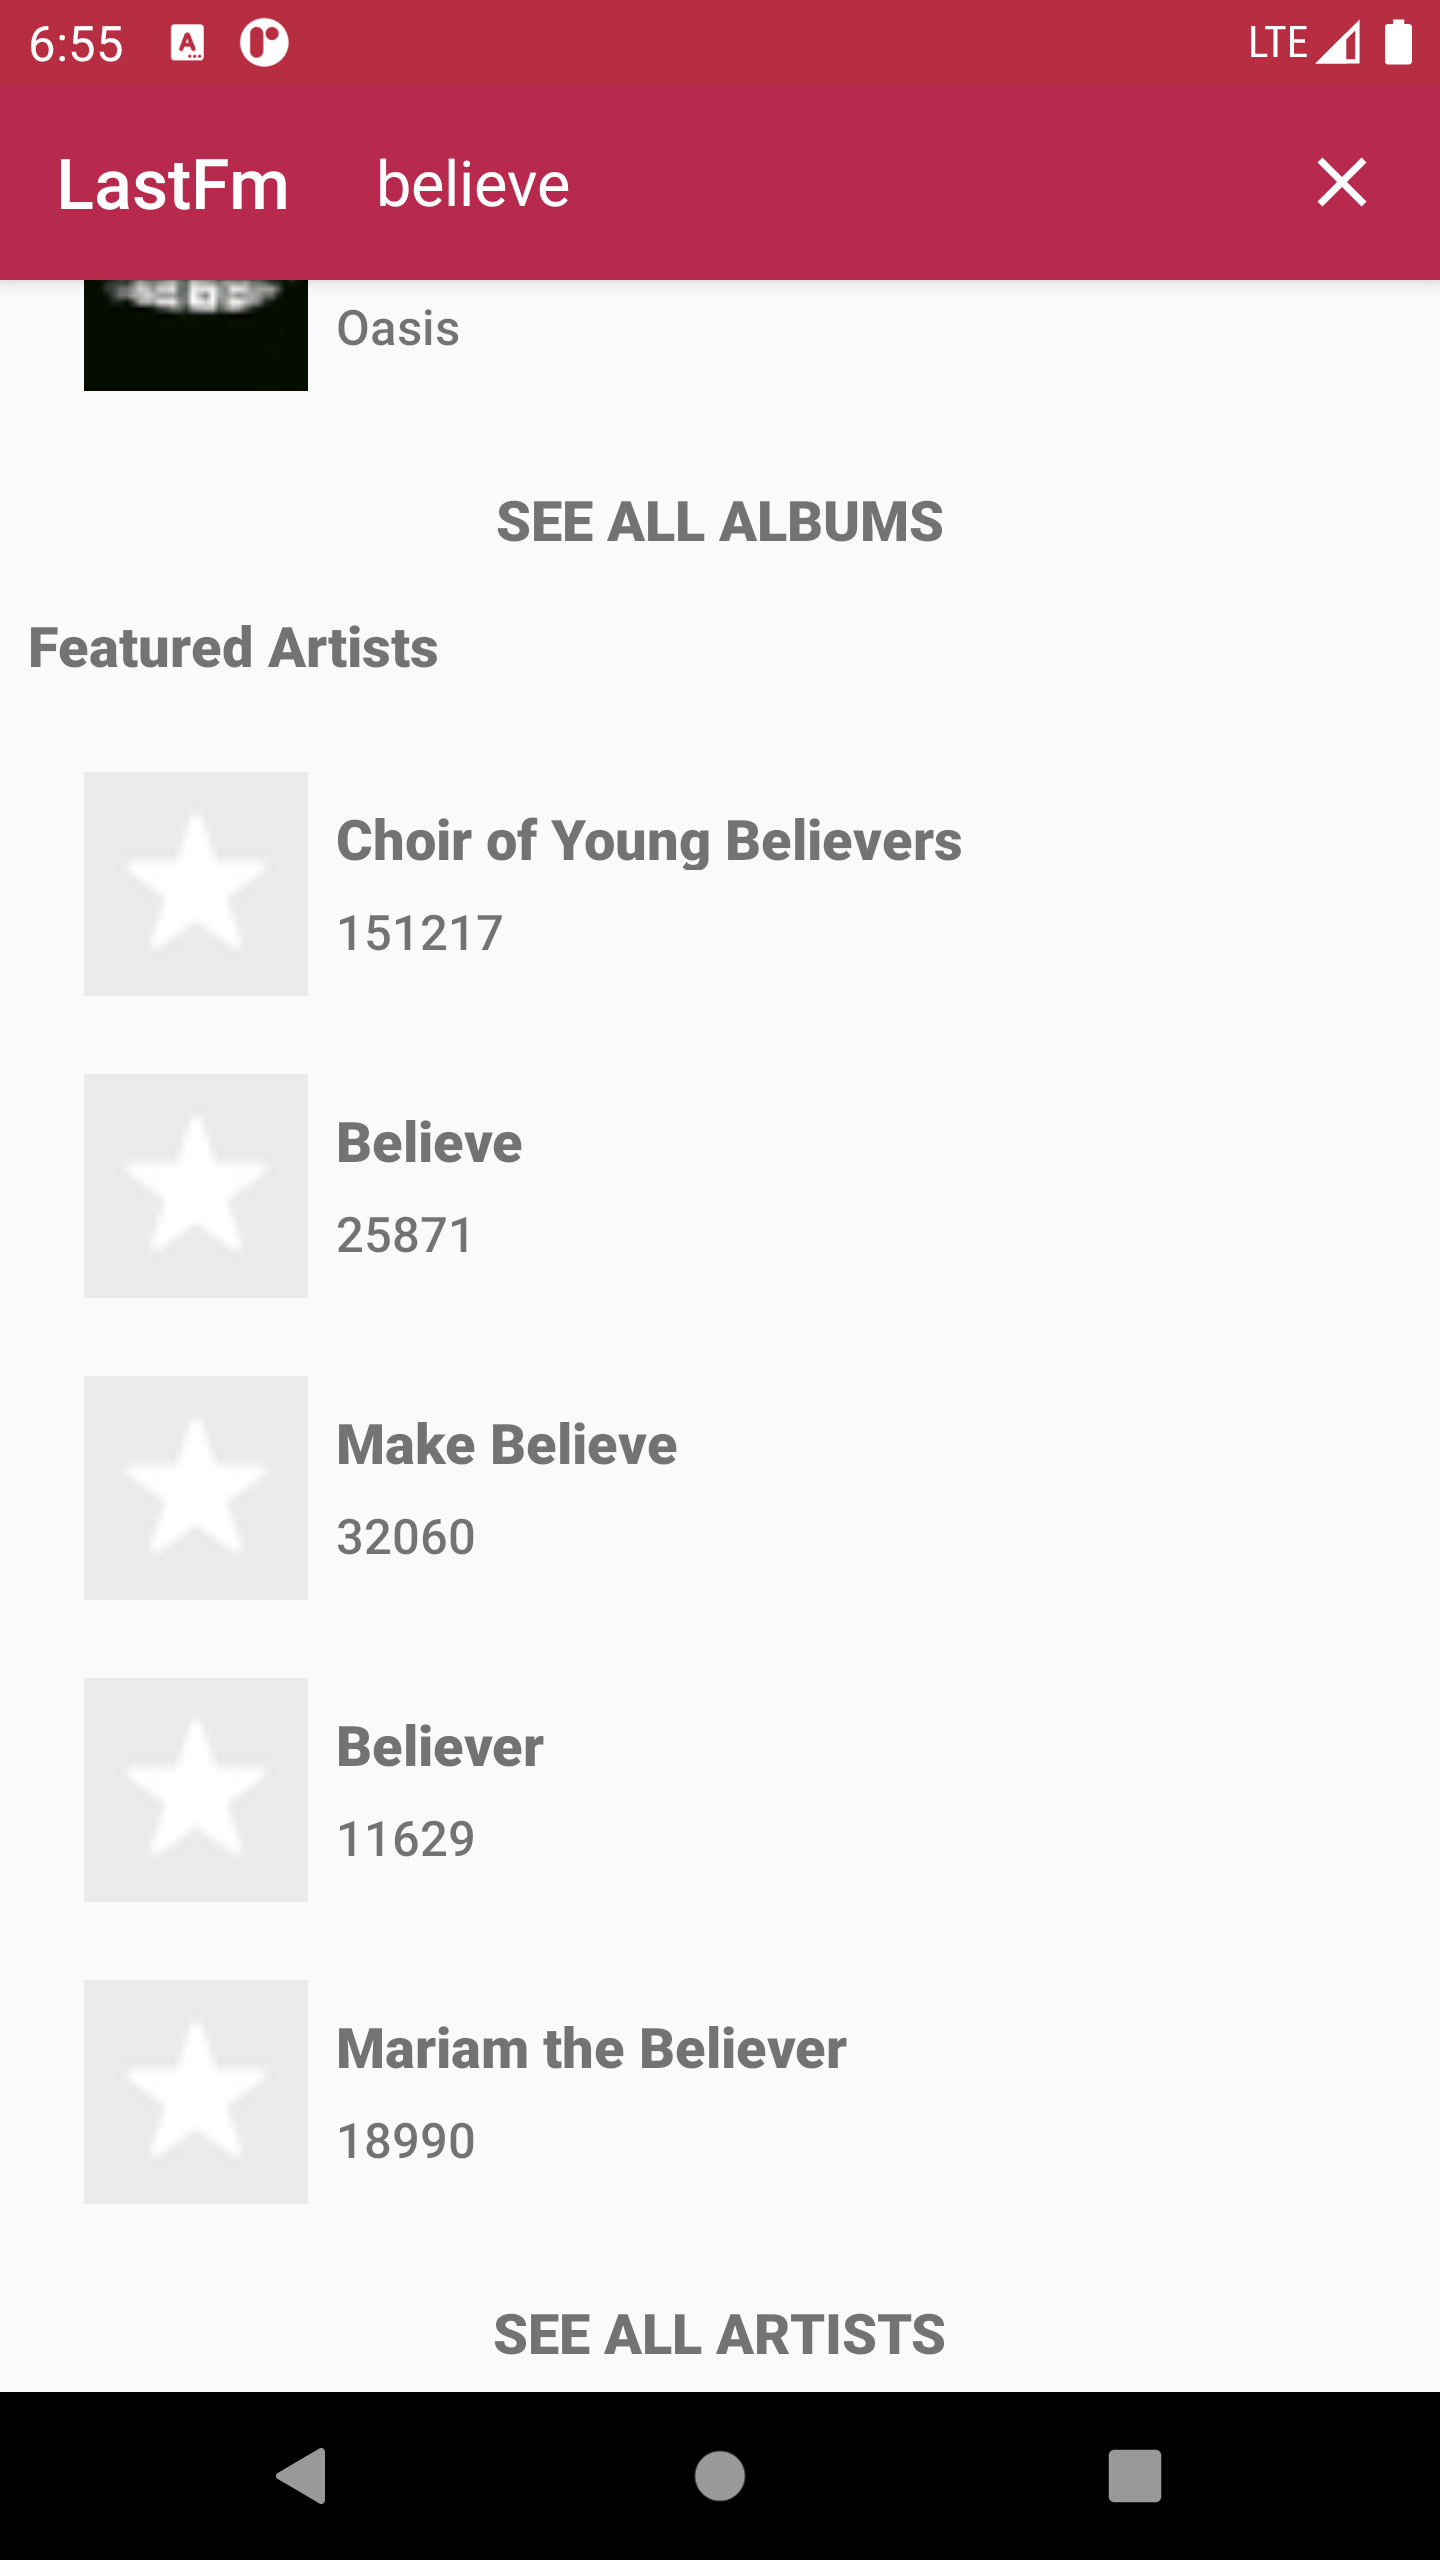 6:55
LTE
LastFm
believe
Oasis
SEE ALL ALBUMS
Featured Artists
Choir of Young Believers
151217
Believe
25871
Make Believe
32060
Believer
11629
Mariam the Believer
18990
SEE ALL ARTISTS